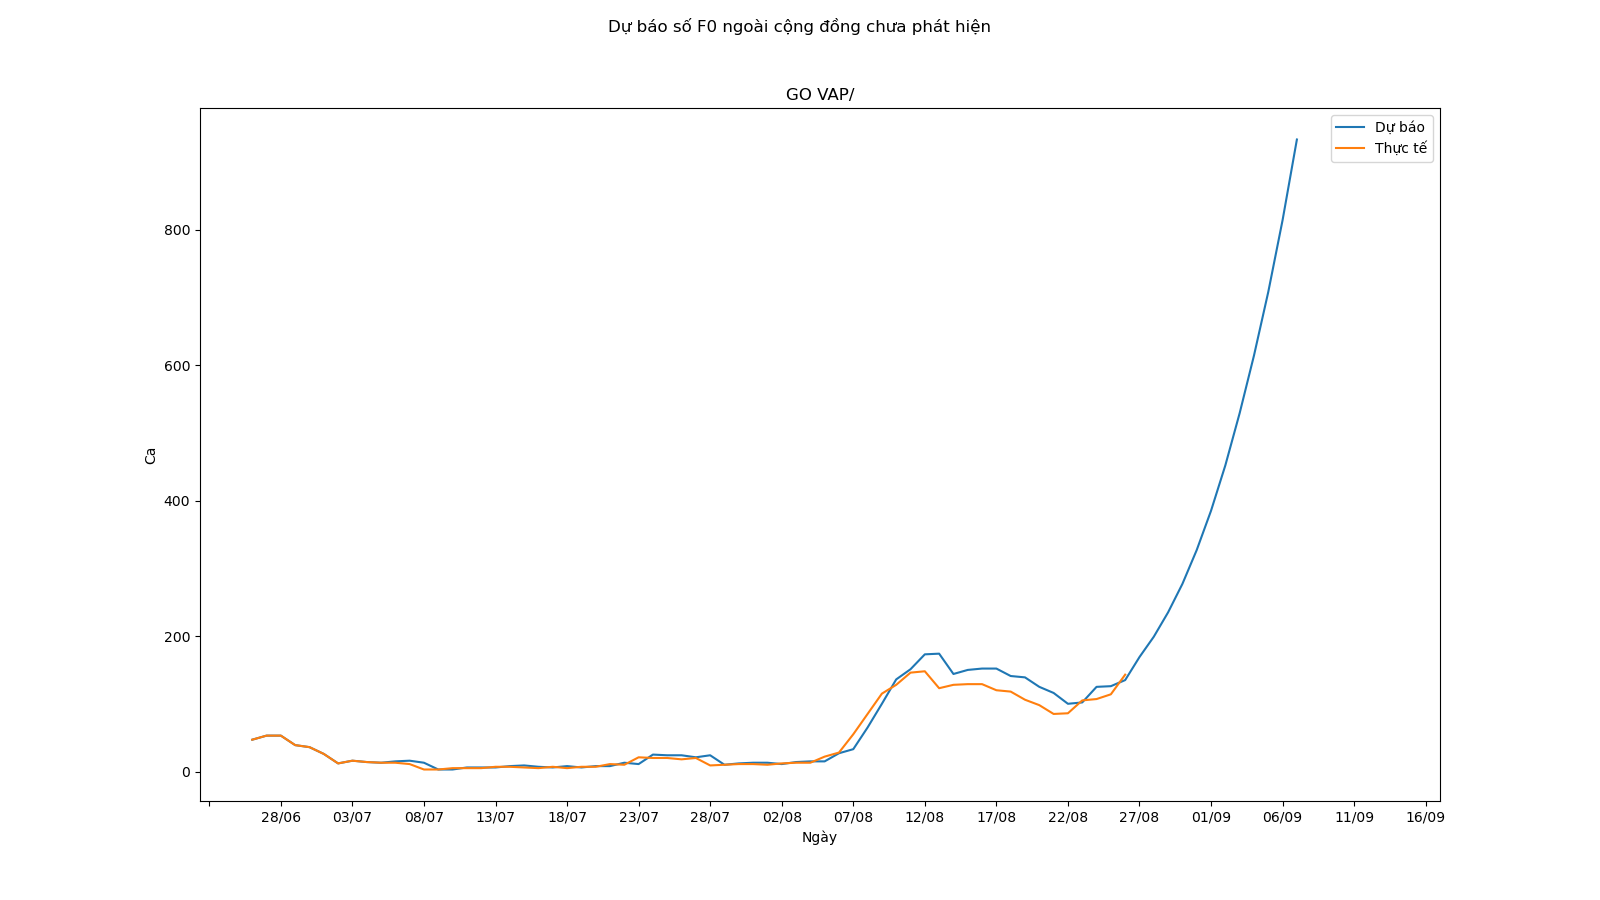 Dự báo số F0 ngoài cộng đồng chưa phát hiện
GO VAP/
Dự báo
Thực tế
800
600
400
200
0
Ca
28/06 03/07 08/07 13/07 18/07 23/07 28/07 02/08 07/08 12/08 17/08 22/08 27/08 01/09 06/09 11/09 16/09
Ngày